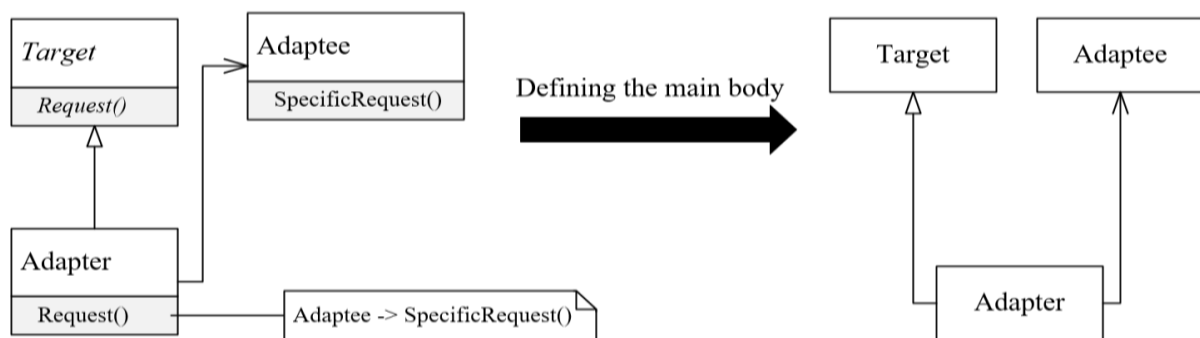 Target
Request()
Adaptee
SpecificRequest()
Adapter
Request()
Adaptee -> SpecificRequest()
Defining the main body
Target
Adaptee
Adapter